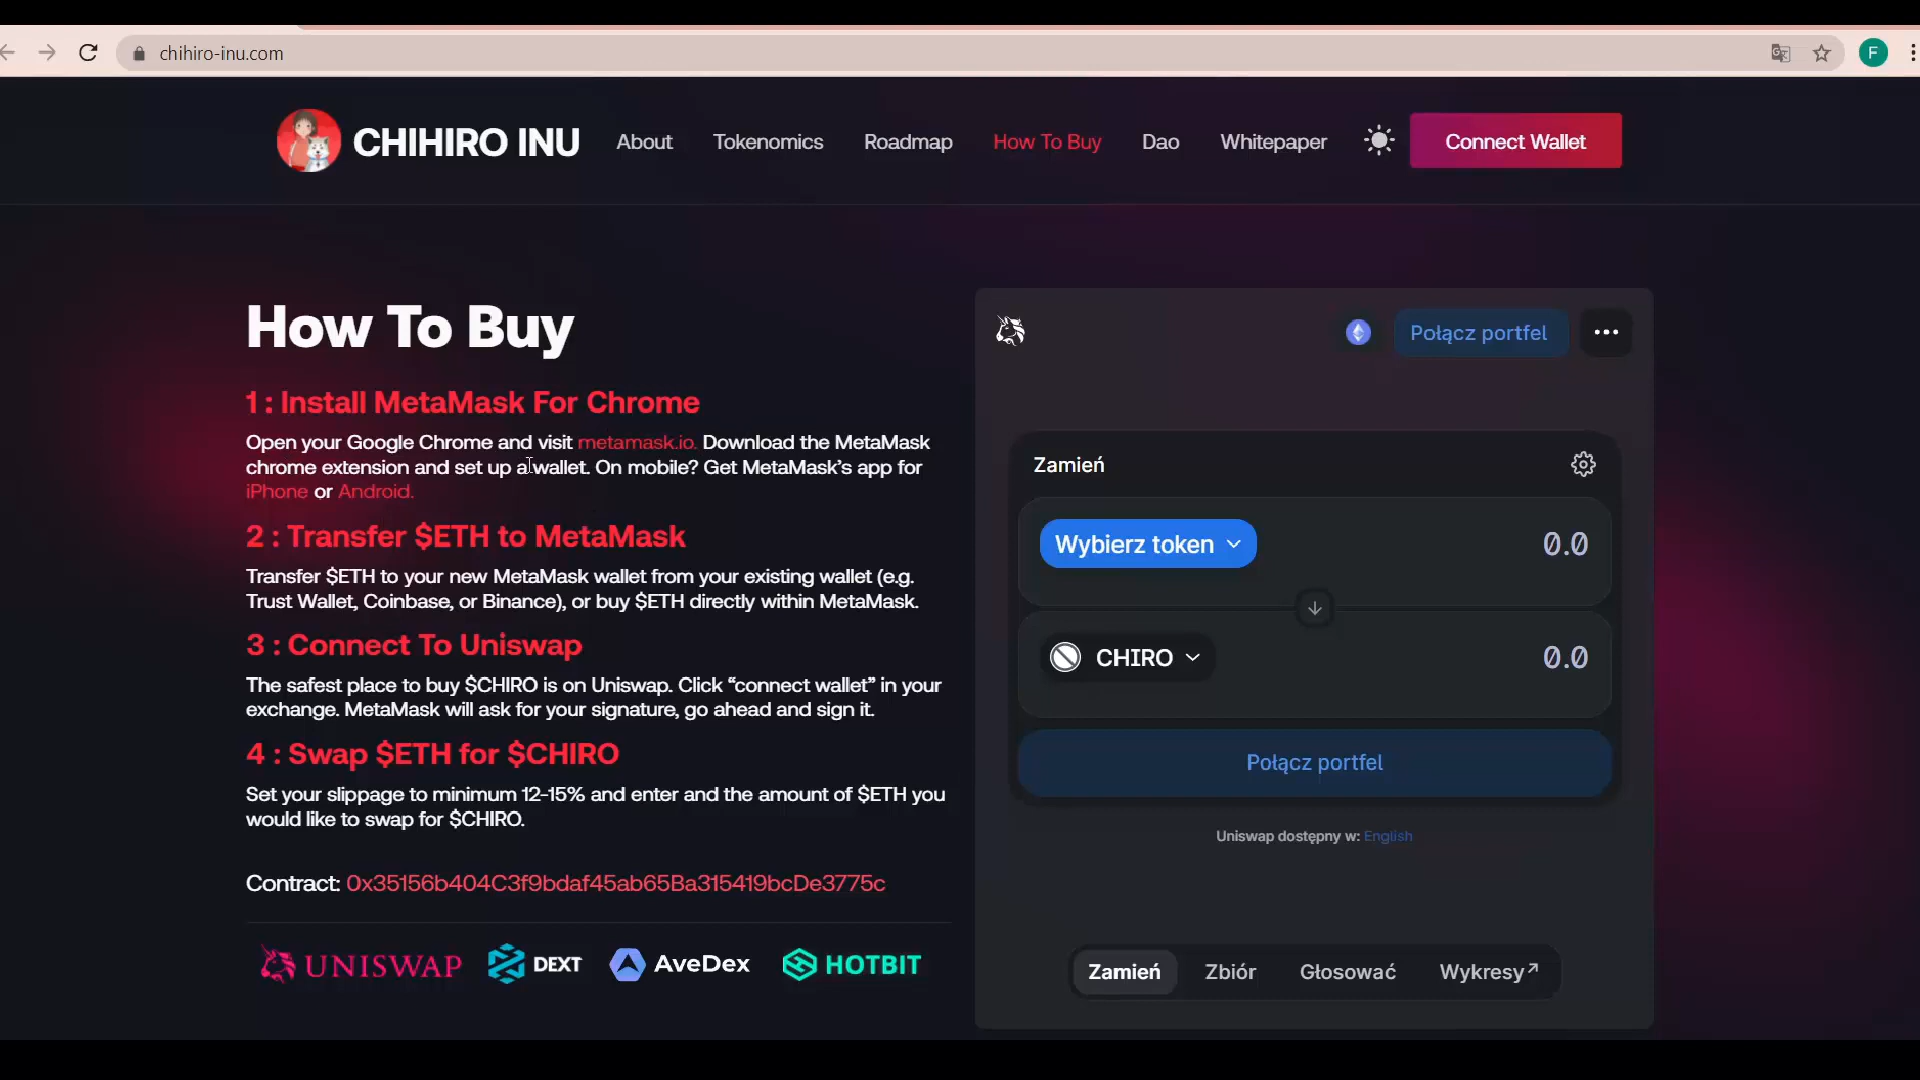 chihiro-inu.com
F
CHIHIRO INU
About
Tokenomics
Roadmap
How To Buy
Dao
Whitepaper
Connect Wallet
How To Buy
1 : Install MetaMask For Chrome
Open your Google Chrome and visit metamask.io. Download the MetaMask
chrome extension and set up a wallet. On mobile? Get MetaMask's app for
iPhone or Android.
2 : Transfer $ETH to MetaMask
Transfer $ETH to your new MetaMask wallet from your existing wallet (e.g.
Trust Wallet, Coinbase, or Binance), or buy $ETH directly within MetaMask.
3 : Connect To Uniswap
The safest place to buy $CHIRO is on Uniswap. Click “connect wallet” in your
exchange. MetaMask will ask for your signature, go ahead and sign it.
4 : Swap $ETH for $CHIRO
Set your slippage to minimum 12-15% and enter and the amount of $ETH you
would like to swap for $CHIRO.
Contract: 0x35156b404C3f9bdaf45ab65Ba315419bcDe3775c
UNISWAP
DEXT
AveDex
HOTBIT
Połącz portfel
Zamień
Wybierz token
0.0
CHIRO
0.0
Połącz portfel
Uniswap dostępny w: English
Zamień
Zbiór
Głosować
Wykresy↗